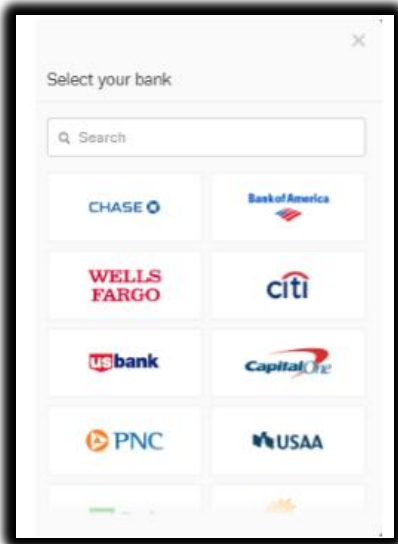 ×
Select your bank
Search
CHASE
Bank of America
WELLS
FARGO
citi
usbank
Capital One
PNC
USAA